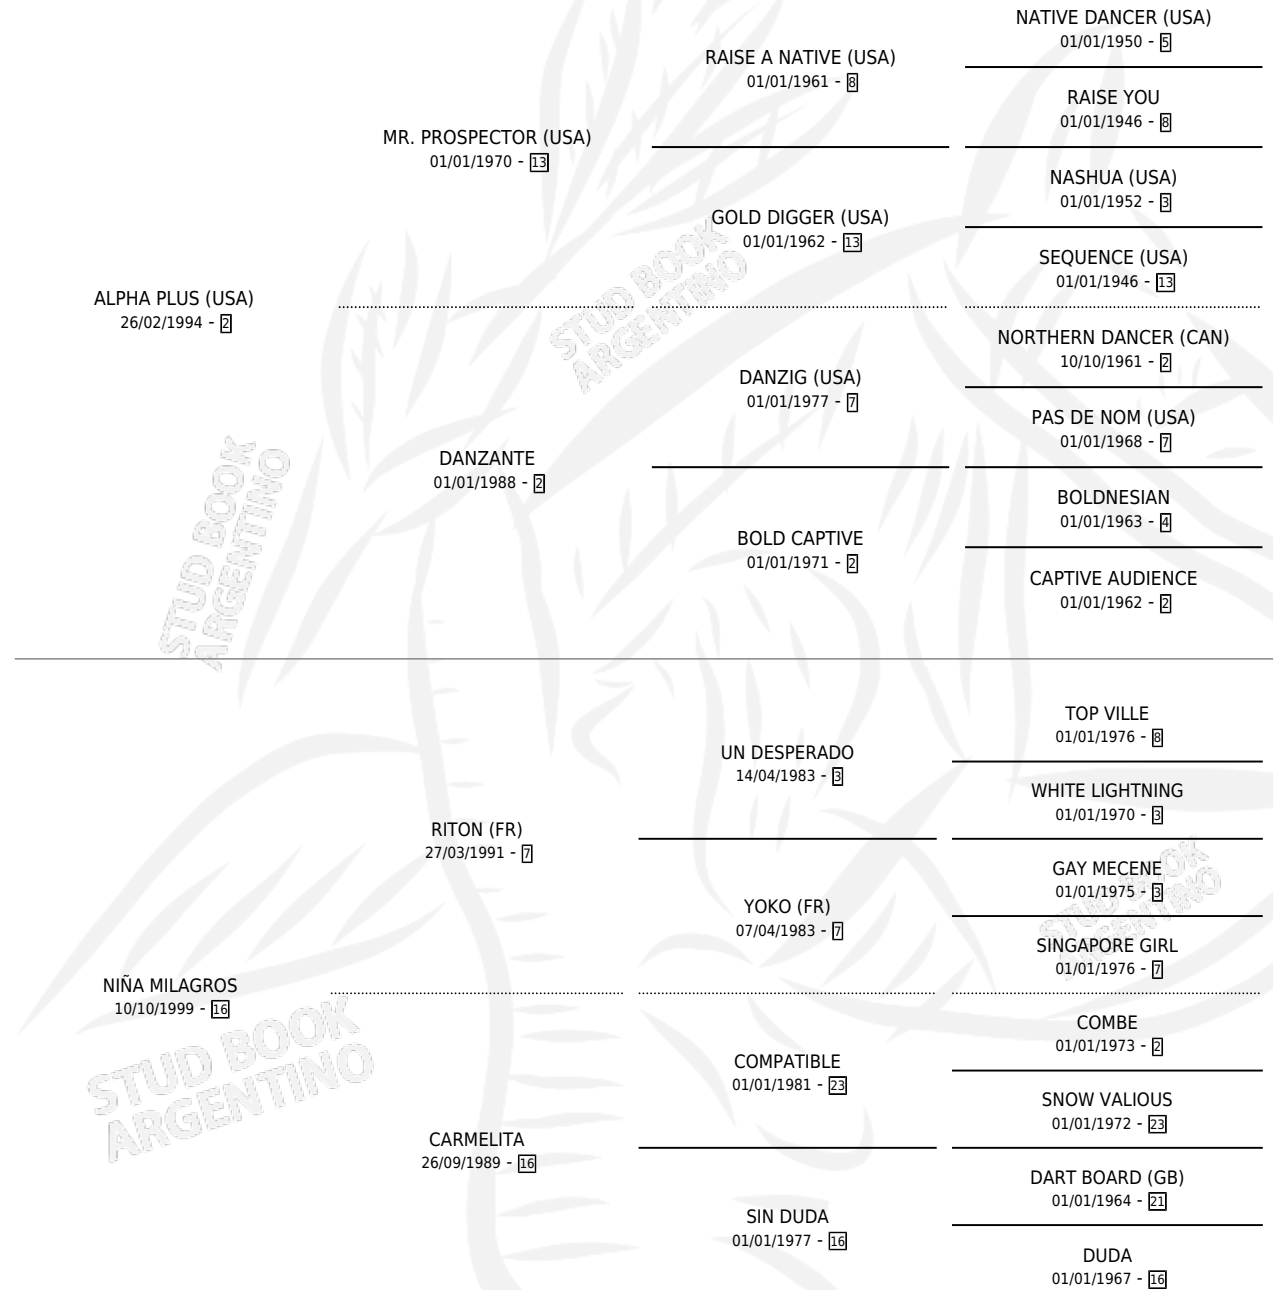 NATIVE DANCER (USA)
01/01/1950 - 5
RAISE A NATIVE (USA)
01/01/1961 - 8
RAISE YOU
01/01/1946 - 8
MR. PROSPECTOR (USA)
01/01/1970 - 13
NASHUA (USA)
01/01/1952 - 3
GOLD DIGGER (USA)
01/01/1962 - 13
SEQUENCE (USA)
01/01/1946 - 13
ALPHA PLUS (USA)
26/02/1994 - 2
STUD BOOK
ARGENTINO
NORTHERN DANCER (CAN)
10/10/1961 - 2
DANZIG (USA)
01/01/1977 - 7
PAS DE NOM (USA)
01/01/1968 - 7
DANZANTE
01/01/1988 - 2
BOLDNESIAN
01/01/1963 - 4
BOLD CAPTIVE
01/01/1971 - 2
CAPTIVE AUDIENCE
01/01/1962 - 2
STUD BOOK
ARGENTINO
TOP VILLE
01/01/1976 - 8
UN DESPERADO
14/04/1983 - 3
WHITE LIGHTNING
01/01/1970 - 3
RITON (FR)
27/03/1991 - 7
GAY MECENE
01/01/1975 - 3
YOKO (FR)
07/04/1983 - 7
SINGAPORE GIRL
01/01/1976 - 7
STUD BOOK
ARGENTINO
NIÑA MILAGROS
10/10/1999 - 16
COMBE
01/01/1973 - 2
COMPATIBLE
01/01/1981 - 23
SNOW VALIOUS
01/01/1972 - 23
STUD BOOK
ARGENTINO
CARMELITA
26/09/1989 - 16
DART BOARD (GB)
01/01/1964 - 21
SIN DUDA
01/01/1977 - 16
DUDA
01/01/1967 - 16